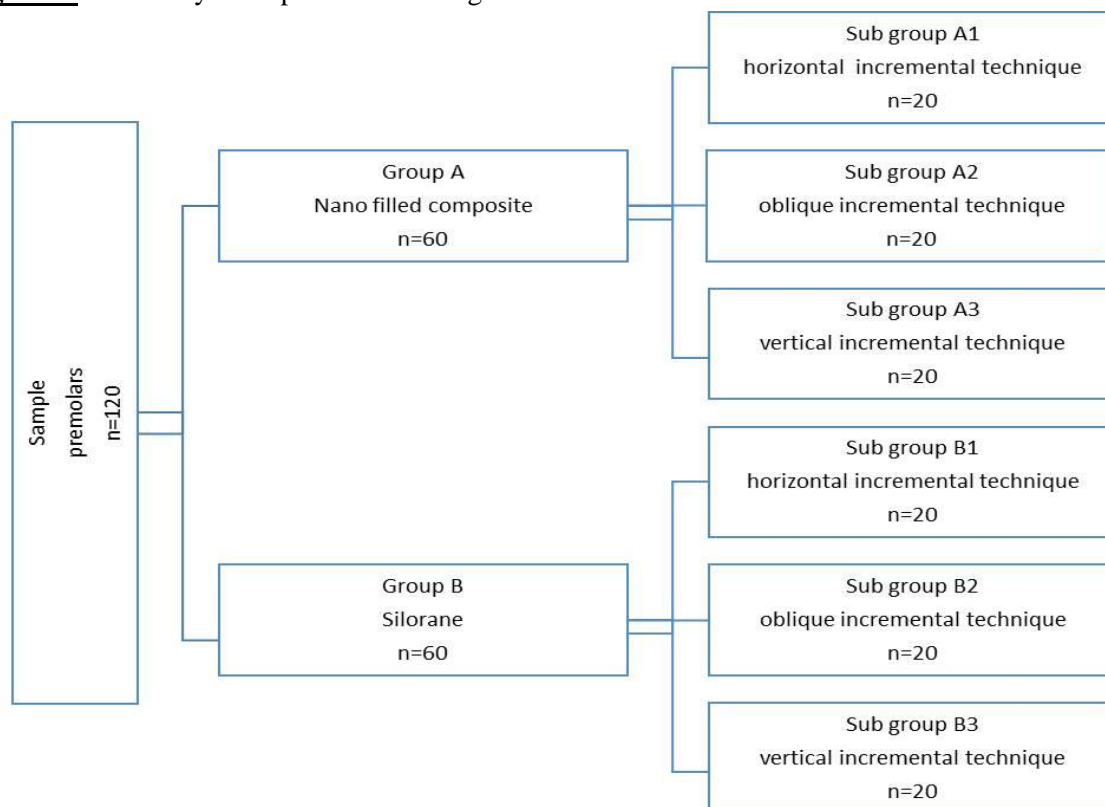 Sample
premolars
n=120
Group A
Nano filled composite
n=60
Sub group A1
horizontal incremental technique
n=20
Sub group A2
oblique incremental technique
n=20
Sub group A3
vertical incremental technique
n=20
Group B
Silorane
n=60
Sub group B1
horizontal incremental technique
n=20
Sub group B2
oblique incremental technique
n=20
Sub group B3
vertical incremental technique
n=20